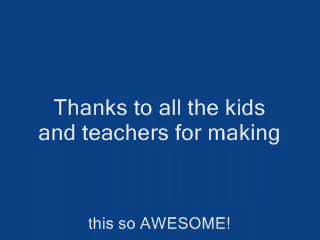 Thanks to all the kids
and teachers for making
this so AWESOME!